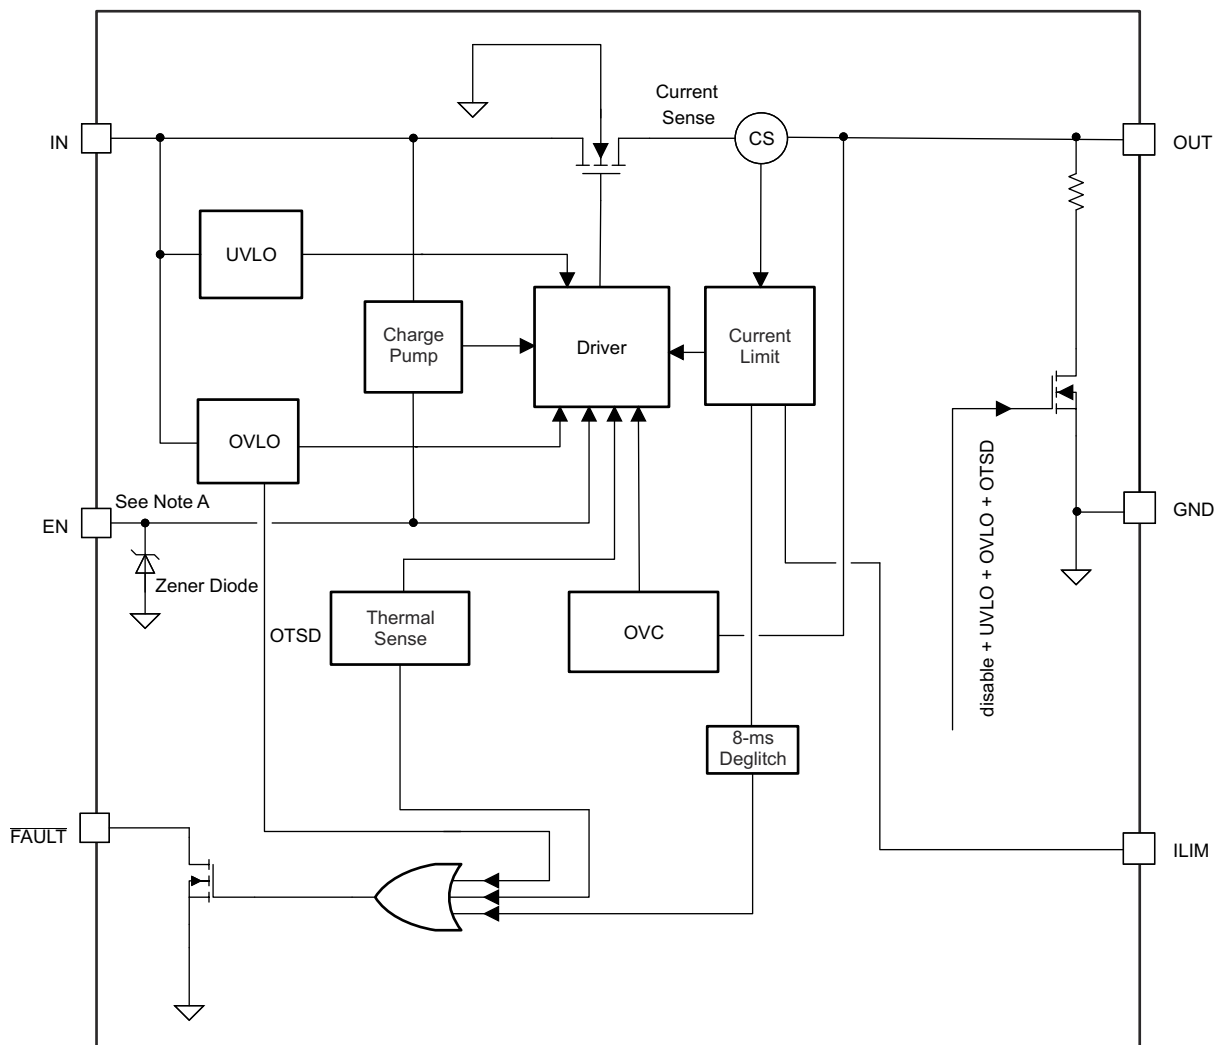 Current
Sense
CS
IN
OUT
UVLO
Charge
Pump
Driver
Current
Limit
OVLO
See Note A
EN
GND
Zener Diode
disable + UVLO + OVLO + OTSD
OTSD
Thermal
Sense
OVC
8-ms
Deglitch
FAULT
ILIM